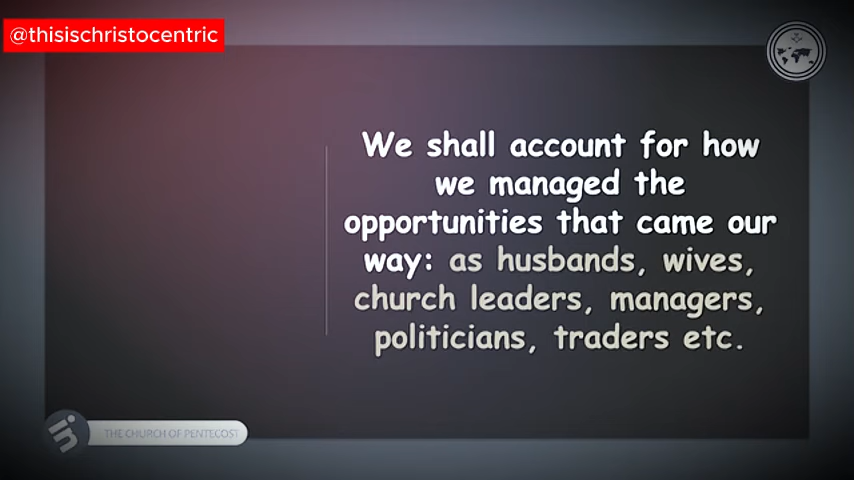 @thisischristocentric
We shall account for how
we managed the
opportunities that came our
way: as husbands, wives,
church leaders, managers,
politicians, traders etc.
THE CHURCH OF PENTECOST